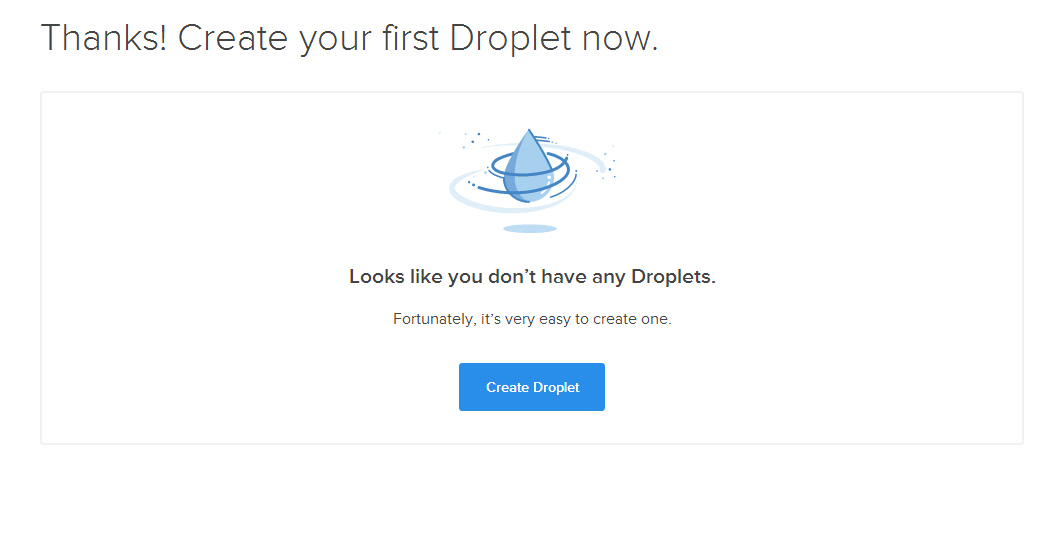 Thanks! Create your first Droplet now.
Looks like you don’t have any Droplets.
Fortunately, it’s very easy to create one.
Create Droplet